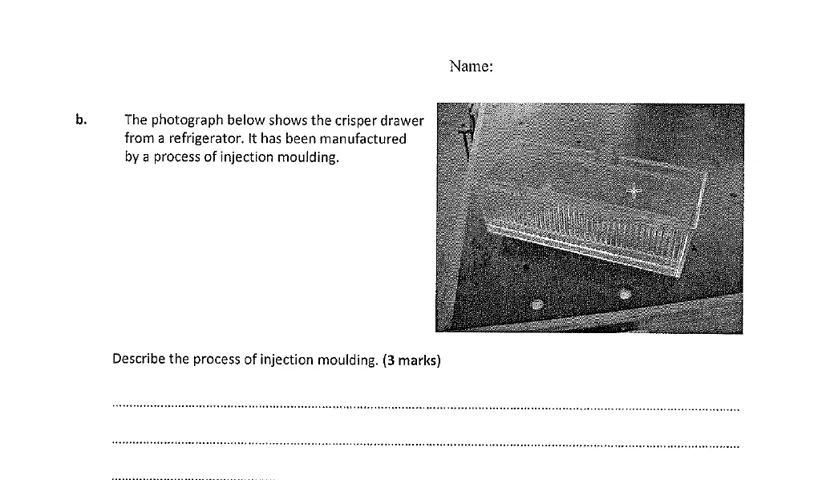 Name:
b. The photograph below shows the crisper drawer
from a refrigerator. It has been manufactured
by a process of injection moulding.
Describe the process of injection moulding. (3 marks)